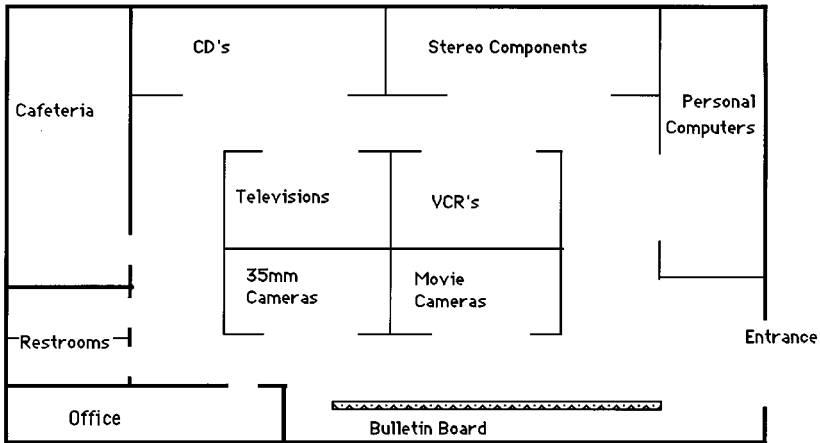 CD's
Stereo Components
Cafeteria
Personal
Computers
Televisions
VCR's
35mm
Cameras
Movie
Cameras
Restrooms
Entrance
Office
Bulletin Board